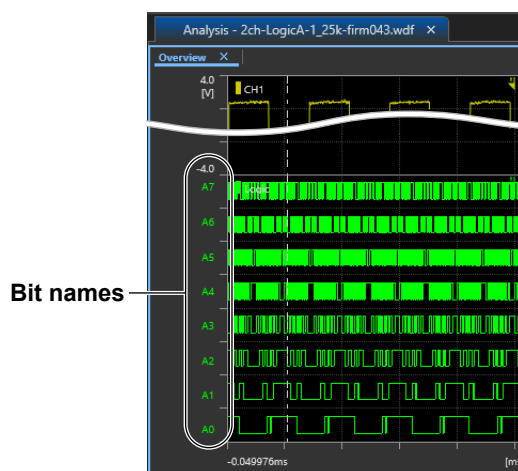 Analysis - 2ch-LogicA-1_25k-firm043.wdf ×
Overview ×
4.0
[V]
CH1
-4.0
A7
Logic
A6
A5
Bit names
A4
A3
A2
A1
A0
-0.049976ms